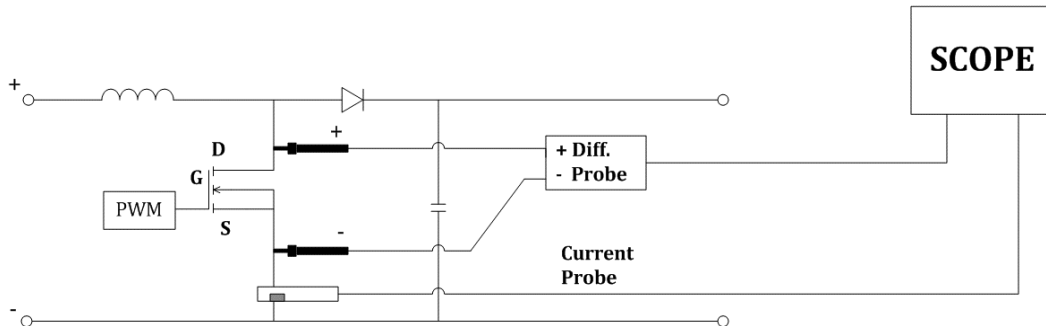 SCOPE
+
+
D
+ Diff.
- Probe
G
PWM
S
-
Current
Probe
-